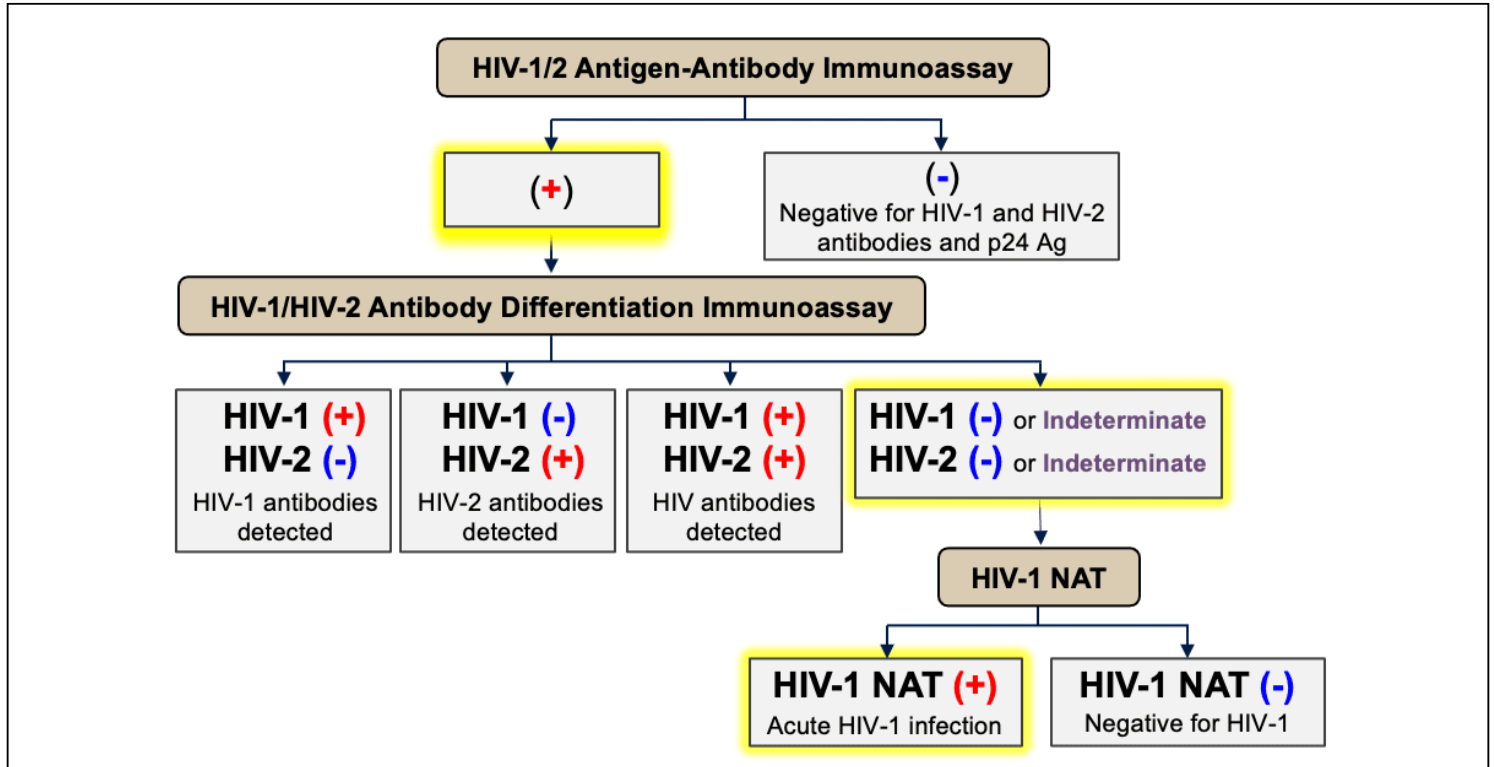 HIV-1/2 Antigen-Antibody Immunoassay
(+)
(-)
Negative for HIV-1 and HIV-2
antibodies and p24 Ag
HIV-1/HIV-2 Antibody Differentiation Immunoassay
HIV-1 (+)
HIV-2 (-)
HIV-1 antibodies
detected
HIV-1 (-)
HIV-2 (+)
HIV-2 antibodies
detected
HIV-1 (+)
HIV-2 (+)
HIV antibodies
detected
HIV-1 (-) or Indeterminate
HIV-2 (-) or Indeterminate
HIV-1 NAT
HIV-1 NAT (+)
Acute HIV-1 infection
HIV-1 NAT (-)
Negative for HIV-1